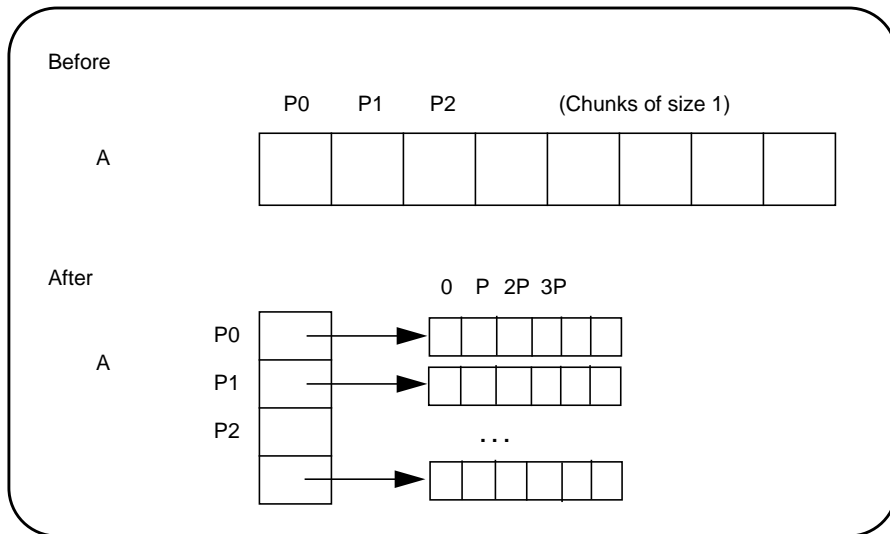 Before
P0 P1 P2 (Chunks of size 1)
A
After
0 P 2P 3P
P0
A
P1
P2
...